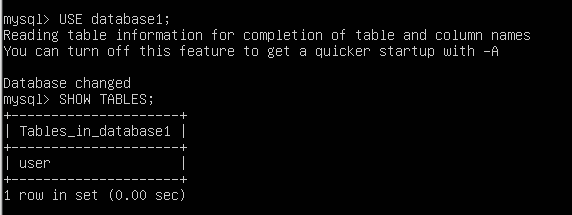 mysql> USE database1;
Reading table information for completion of table and column names
You can turn off this feature to get a quicker startup with -A
Database changed
mysql> SHOW TABLES;
+---------------------+
| Tables_in_database1 |
+---------------------+
| user                |
+---------------------+
1 row in set (0.00 sec)